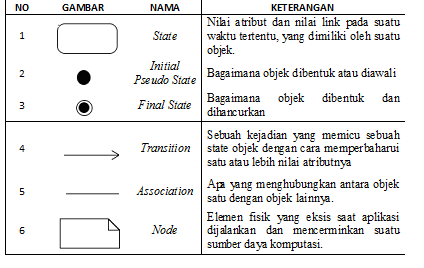 NO GAMBAR NAMA KETERANGAN
1 State Nilai atribut dan nilai link pada suatu
waktu tertentu, yang dimiliki oleh suatu
objek.
2 Initial
Pseudo State Bagaimana objek dibentuk atau diawali
3 Final State Bagaimana objek dibentuk dan
dihancurkan
4 Transition Sebuah kejadian yang memicu sebuah
state objek dengan cara memperbaharui
satu atau lebih nilai atributnya
5 Association Apa yang menghubungkan antara objek
satu dengan objek lainnya.
6 Node Elemen fisik yang eksis saat aplikasi
dijalankan dan mencerminkan suatu
sumber daya komputasi.